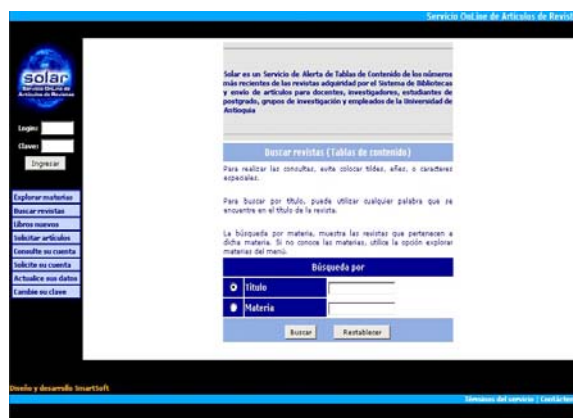 Servicio OnLine de Artículos de Revist
solar
Servicio OnLine de
Artículos de Revistas
Login:
Clave:
Ingresar
Explorar materias
Buscar revistas
Libros nuevos
Solicitar artículos
Consulte su cuenta
Solicite su cuenta
Actualice sus datos
Cambie su clave
Solar es un Servicio de Alerta de Tablas de Contenido de los números
más recientes de las revistas adquiridad por el Sistema de Bibliotecas
y envío de artículos para docentes, investigadores, estudiantes de
postgrado, grupos de investigación y empleados de la Universidad de
Antioquia
Buscar revistas (Tablas de contenido)
Para realizar las consultas, evite colocar tildes, eñes, o caracteres
especiales.
Para buscar por título, puede utilizar cualquier palabra que se
encuentre en el título de la revista.
La búsqueda por materia, muestra las revistas que pertenecen a
dicha materia. Si no conoce las materias, utilice la opción explorar
materias del menú.
Búsqueda por
Título
Materia
Buscar Restablecer
Diseño y desarrollo SmartSoft
Términos del servicio | Contácten